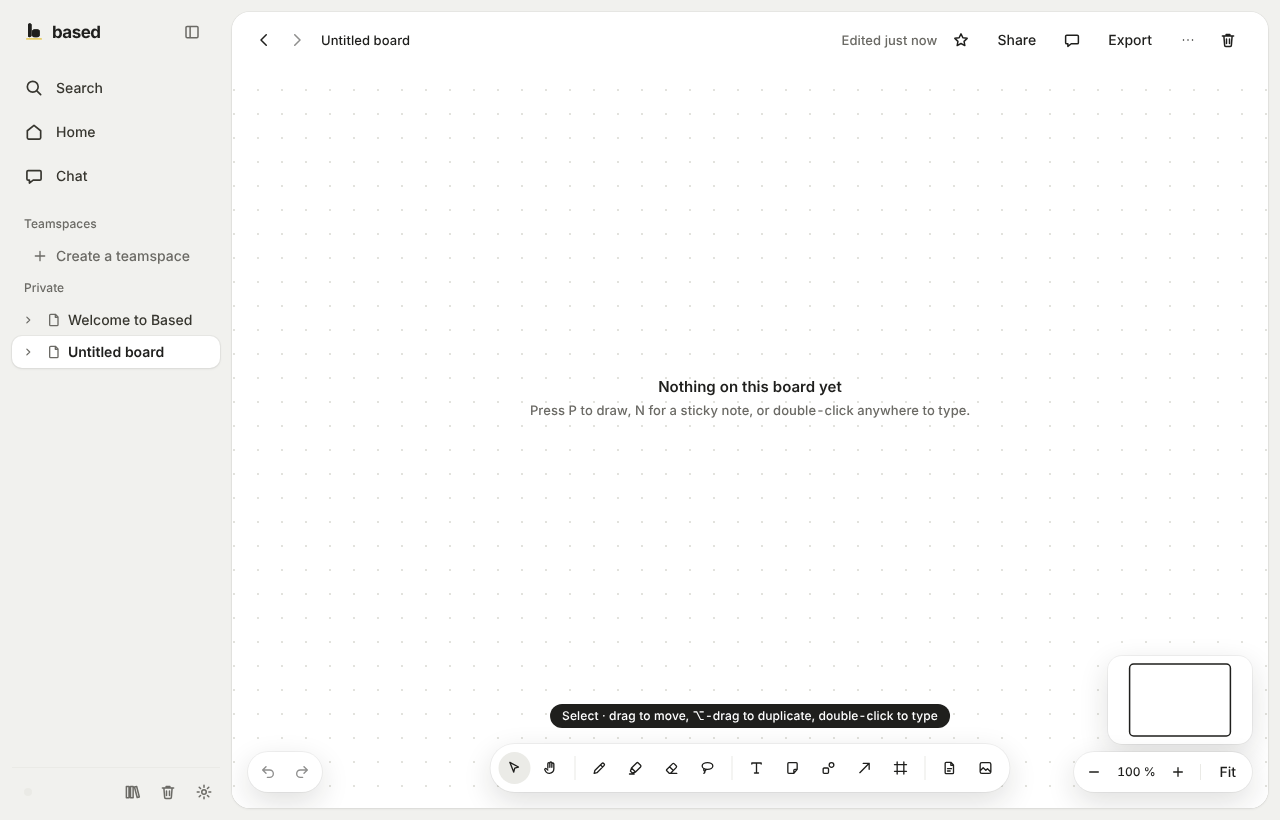 based
Untitled board
Edited just now
Share
Export
Search
Home
Chat
Teamspaces
Create a teamspace
Private
Welcome to Based
Untitled board
Nothing on this board yet
Press P to draw, N for a sticky note, or double-click anywhere to type.
Select · drag to move, ⌥-drag to duplicate, double-click to type
100 %
Fit